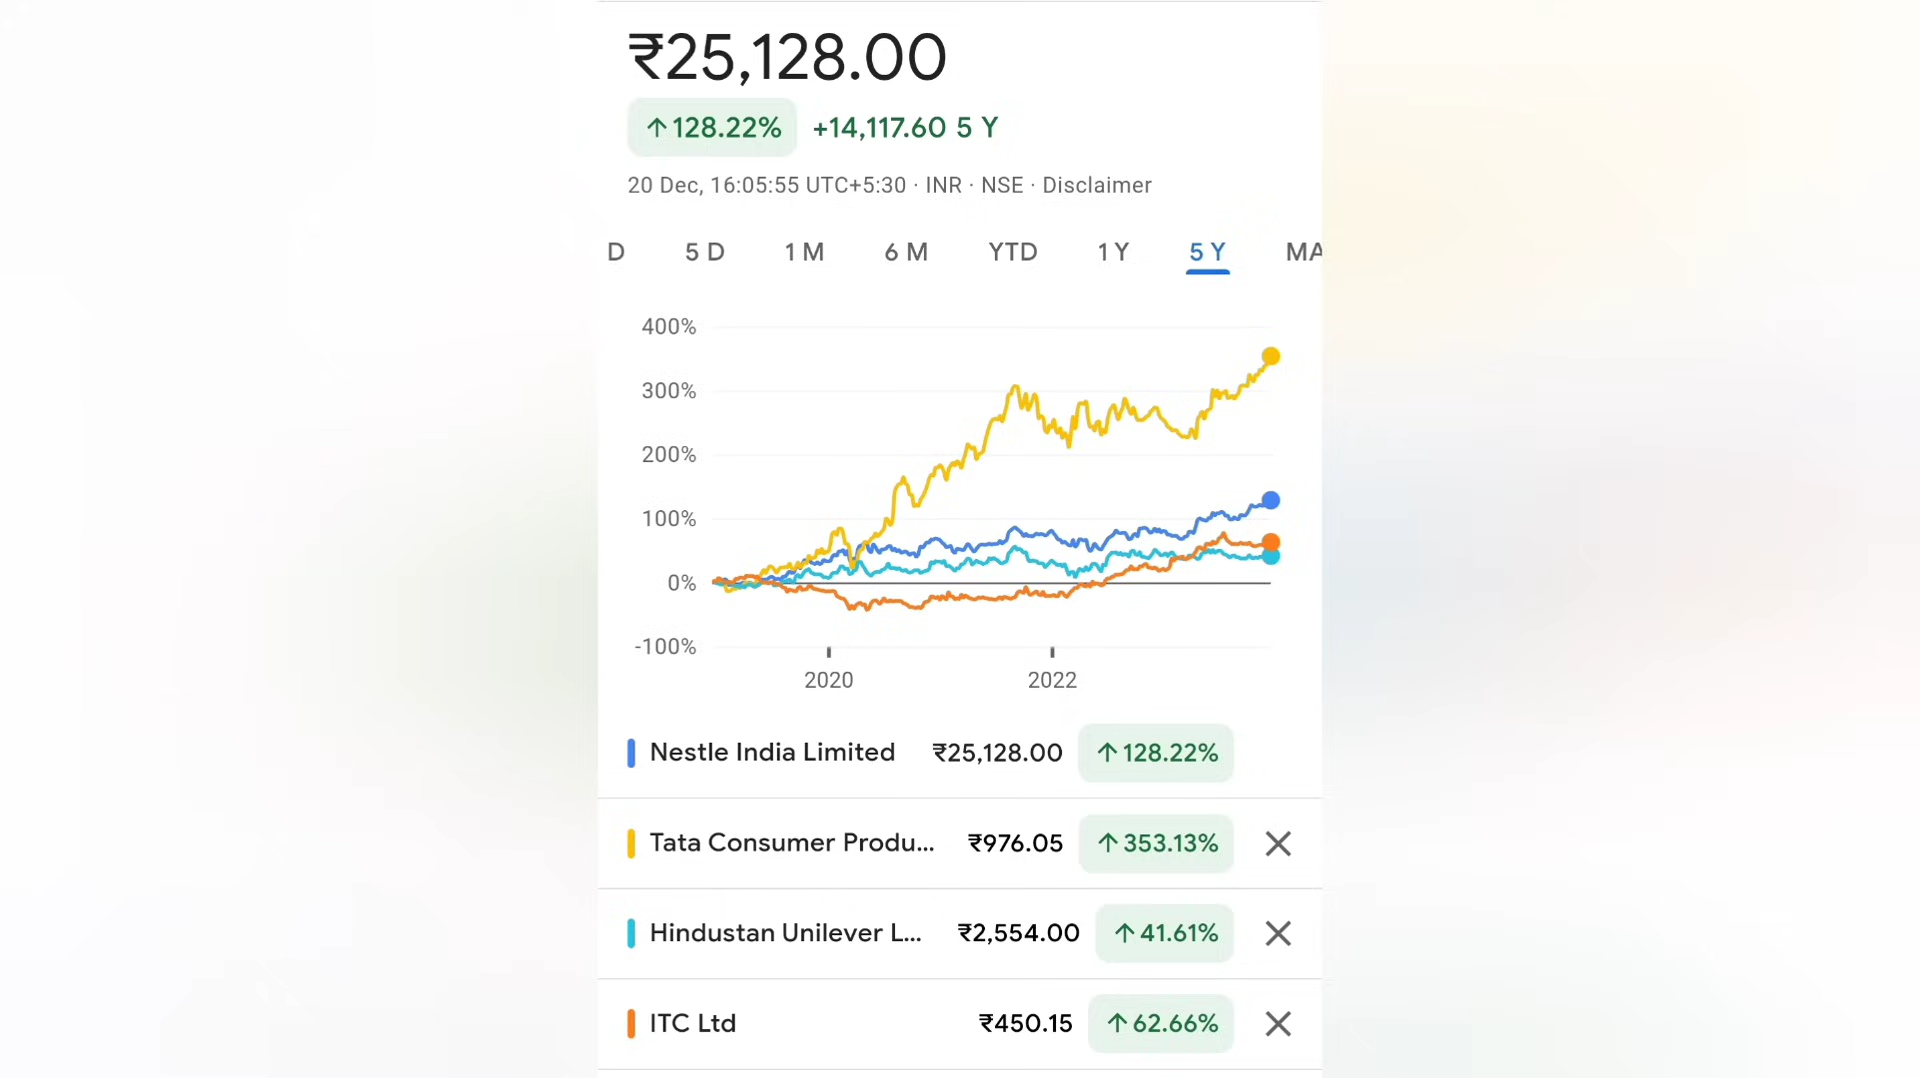 ₹25,128.00
↑128.22% +14,117.60 5 Y
20 Dec, 16:05:55 UTC+5:30 · INR · NSE · Disclaimer
D 5 D 1 M 6 M YTD 1 Y 5 Y MA
400%
300%
200%
100%
0%
-100%
2020 2022
Nestle India Limited ₹25,128.00 ↑128.22%
Tata Consumer Produ... ₹976.05 ↑353.13%
Hindustan Unilever L... ₹2,554.00 ↑41.61%
ITC Ltd ₹450.15 ↑62.66%